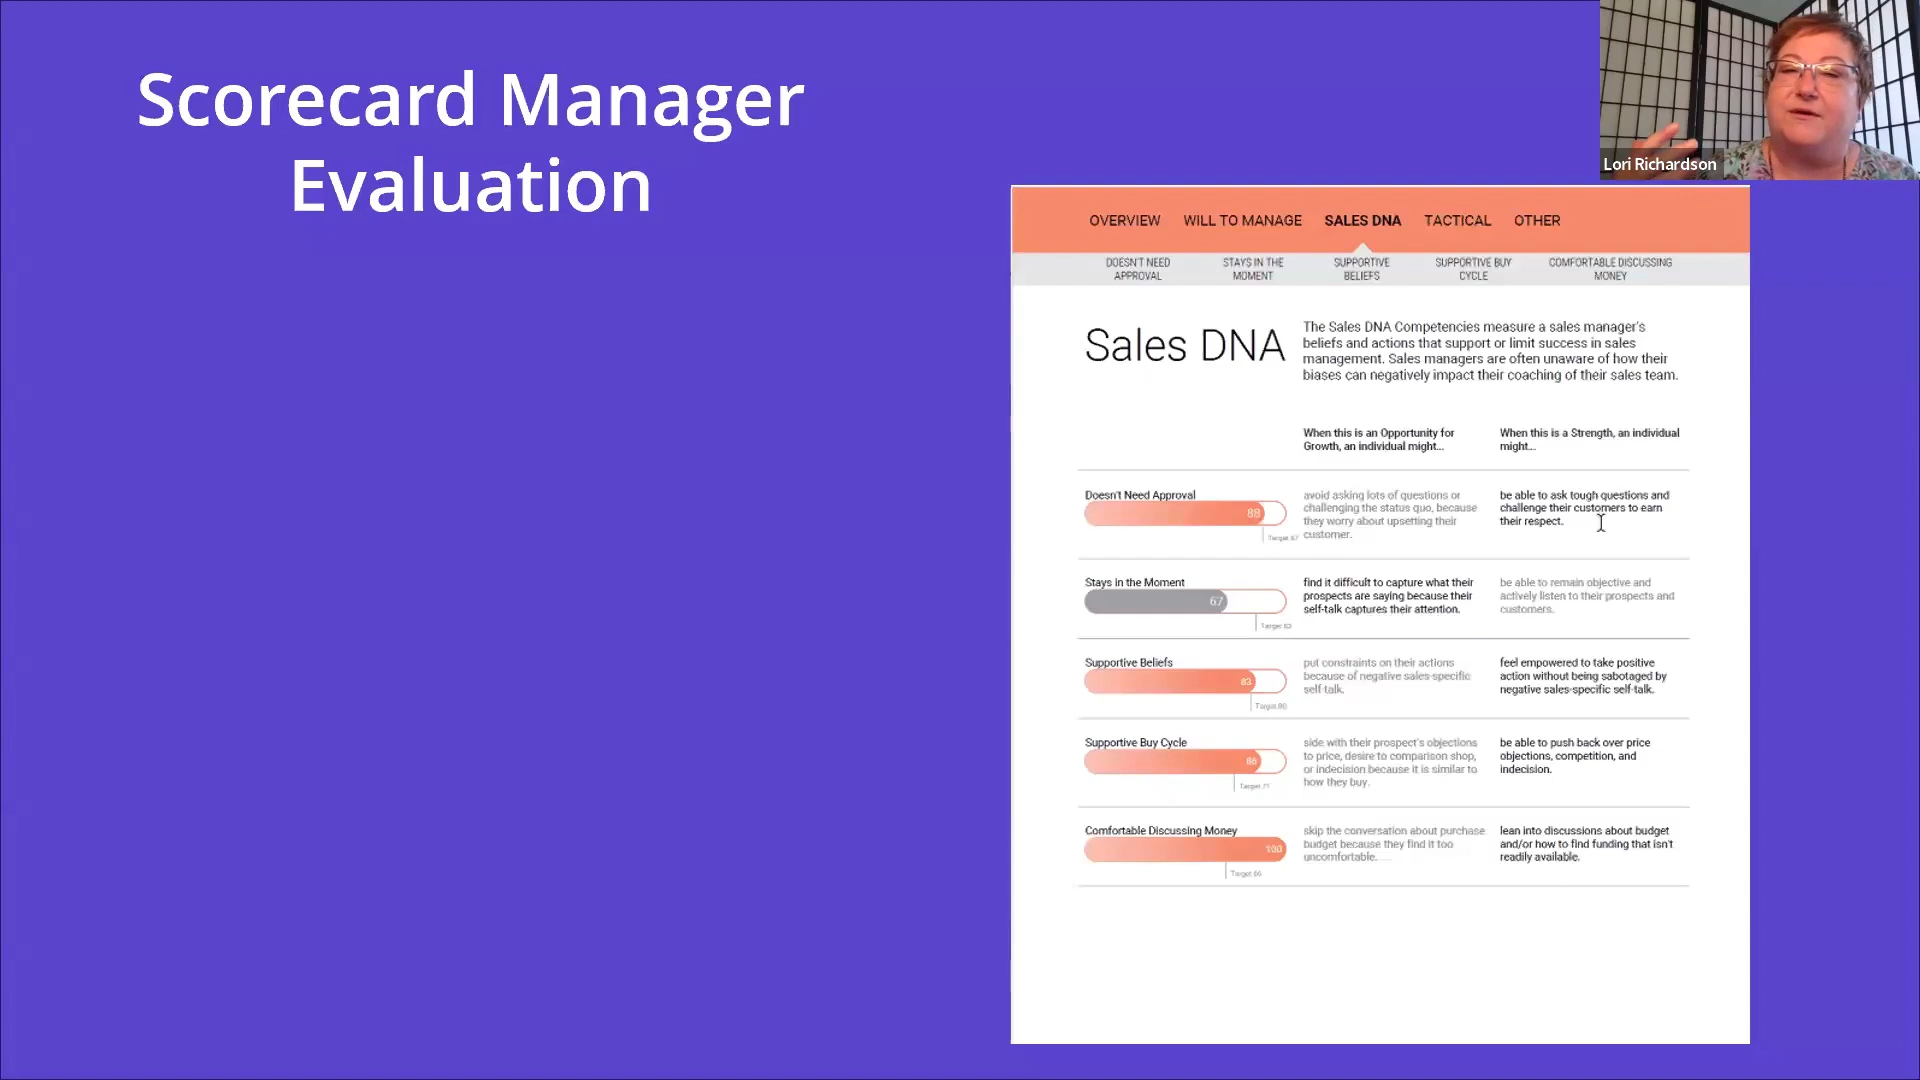 Scorecard Manager
Evaluation
Lori Richardson
OVERVIEW WILL TO MANAGE SALES DNA TACTICAL OTHER
DOESN'T NEED APPROVAL
STAYS IN THE MOMENT
SUPPORTIVE BELIEFS
SUPPORTIVE BUY CYCLE
COMFORTABLE DISCUSSING MONEY
Sales DNA
The Sales DNA Competencies measure a sales manager's
beliefs and actions that support or limit success in sales
management. Sales managers are often unaware of how their
biases can negatively impact their coaching of their sales team.
When this is an Opportunity for
Growth, an individual might...
When this is a Strength, an individual
might...
Doesn't Need Approval
88
Target 87
avoid asking lots of questions or
challenging the status quo, because
they worry about upsetting their
customer.
be able to ask tough questions and
challenge their customers to earn
their respect.
Stays in the Moment
67
Target 83
find it difficult to capture what their
prospects are saying because their
self-talk captures their attention.
be able to remain objective and
actively listen to their prospects and
customers.
Supportive Beliefs
83
Target 80
put constraints on their actions
because of negative sales-specific
self talk.
feel empowered to take positive
action without being sabotaged by
negative sales-specific self-talk.
Supportive Buy Cycle
86
Target 71
side with their prospect's objections
to price, desire to comparison shop,
or indecision because it is similar to
how they buy.
be able to push back over price
objections, competition, and
indecision.
Comfortable Discussing Money
100
Target 66
skip the conversation about purchase
budget because they find it too
uncomfortable.
lean into discussions about budget
and/or how to find funding that isn't
readily available.